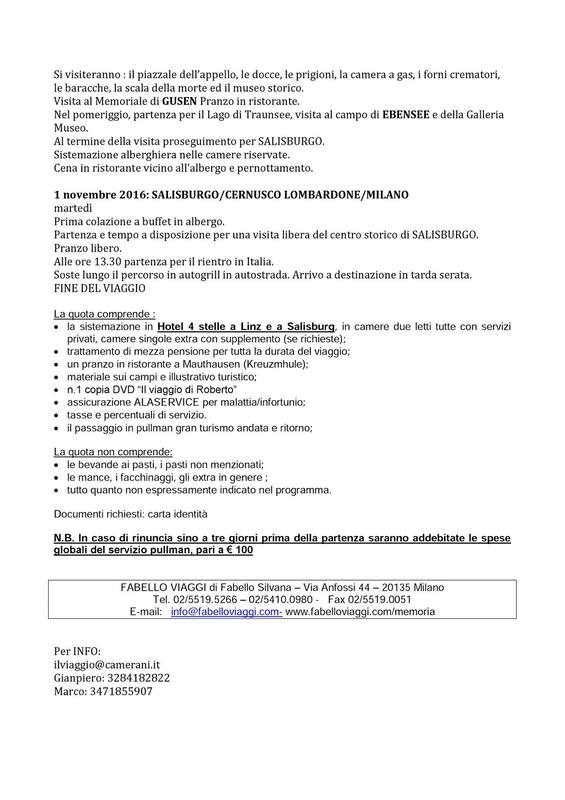 Si visiteranno : il piazzale dell'appello, le docce, le prigioni, la camera a gas, i forni crematori,
le baracche, la scala della morte ed il museo storico.
Visita al Memoriale di GUSEN Pranzo in ristorante.
Nel pomeriggio, partenza per il Lago di Traunsee, visita al campo di EBENSEE e della Galleria
Museo.
Al termine della visita proseguimento per SALISBURGO.
Sistemazione alberghiera nelle camere riservate.
Cena in ristorante vicino all'albergo e pernottamento.
1 novembre 2016: SALISBURGO/CERNUSCO LOMBARDONE/MILANO
martedì
Prima colazione a buffet in albergo.
Partenza e tempo a disposizione per una visita libera del centro storico di SALISBURGO.
Pranzo libero.
Alle ore 13.30 partenza per il rientro in Italia.
Soste lungo il percorso in autogrill in autostrada. Arrivo a destinazione in tarda serata.
FINE DEL VIAGGIO
La quota comprende :
• la sistemazione in Hotel 4 stelle a Linz e a Salisburg, in camere due letti tutte con servizi
privati, camere singole extra con supplemento (se richieste);
• trattamento di mezza pensione per tutta la durata del viaggio;
• un pranzo in ristorante a Mauthausen (Kreuzmhule);
• materiale sui campi e illustrativo turistico;
• n.1 copia DVD "Il viaggio di Roberto"
• assicurazione ALASERVICE per malattia/infortunio;
• tasse e percentuali di servizio.
• il passaggio in pullman gran turismo andata e ritorno;
La quota non comprende:
• le bevande ai pasti, i pasti non menzionati;
• le mance, i facchinaggi, gli extra in genere ;
• tutto quanto non espressamente indicato nel programma.
Documenti richiesti: carta identità
N.B. In caso di rinuncia sino a tre giorni prima della partenza saranno addebitate le spese
globali del servizio pullman, pari a € 100
FABELLO VIAGGI di Fabello Silvana – Via Anfossi 44 – 20135 Milano
Tel. 02/5519.5266 – 02/5410.0980 - Fax 02/5519.0051
E-mail: info@fabelloviaggi.com- www.fabelloviaggi.com/memoria
Per INFO:
ilviaggio@camerani.it
Gianpiero: 3284182822
Marco: 3471855907